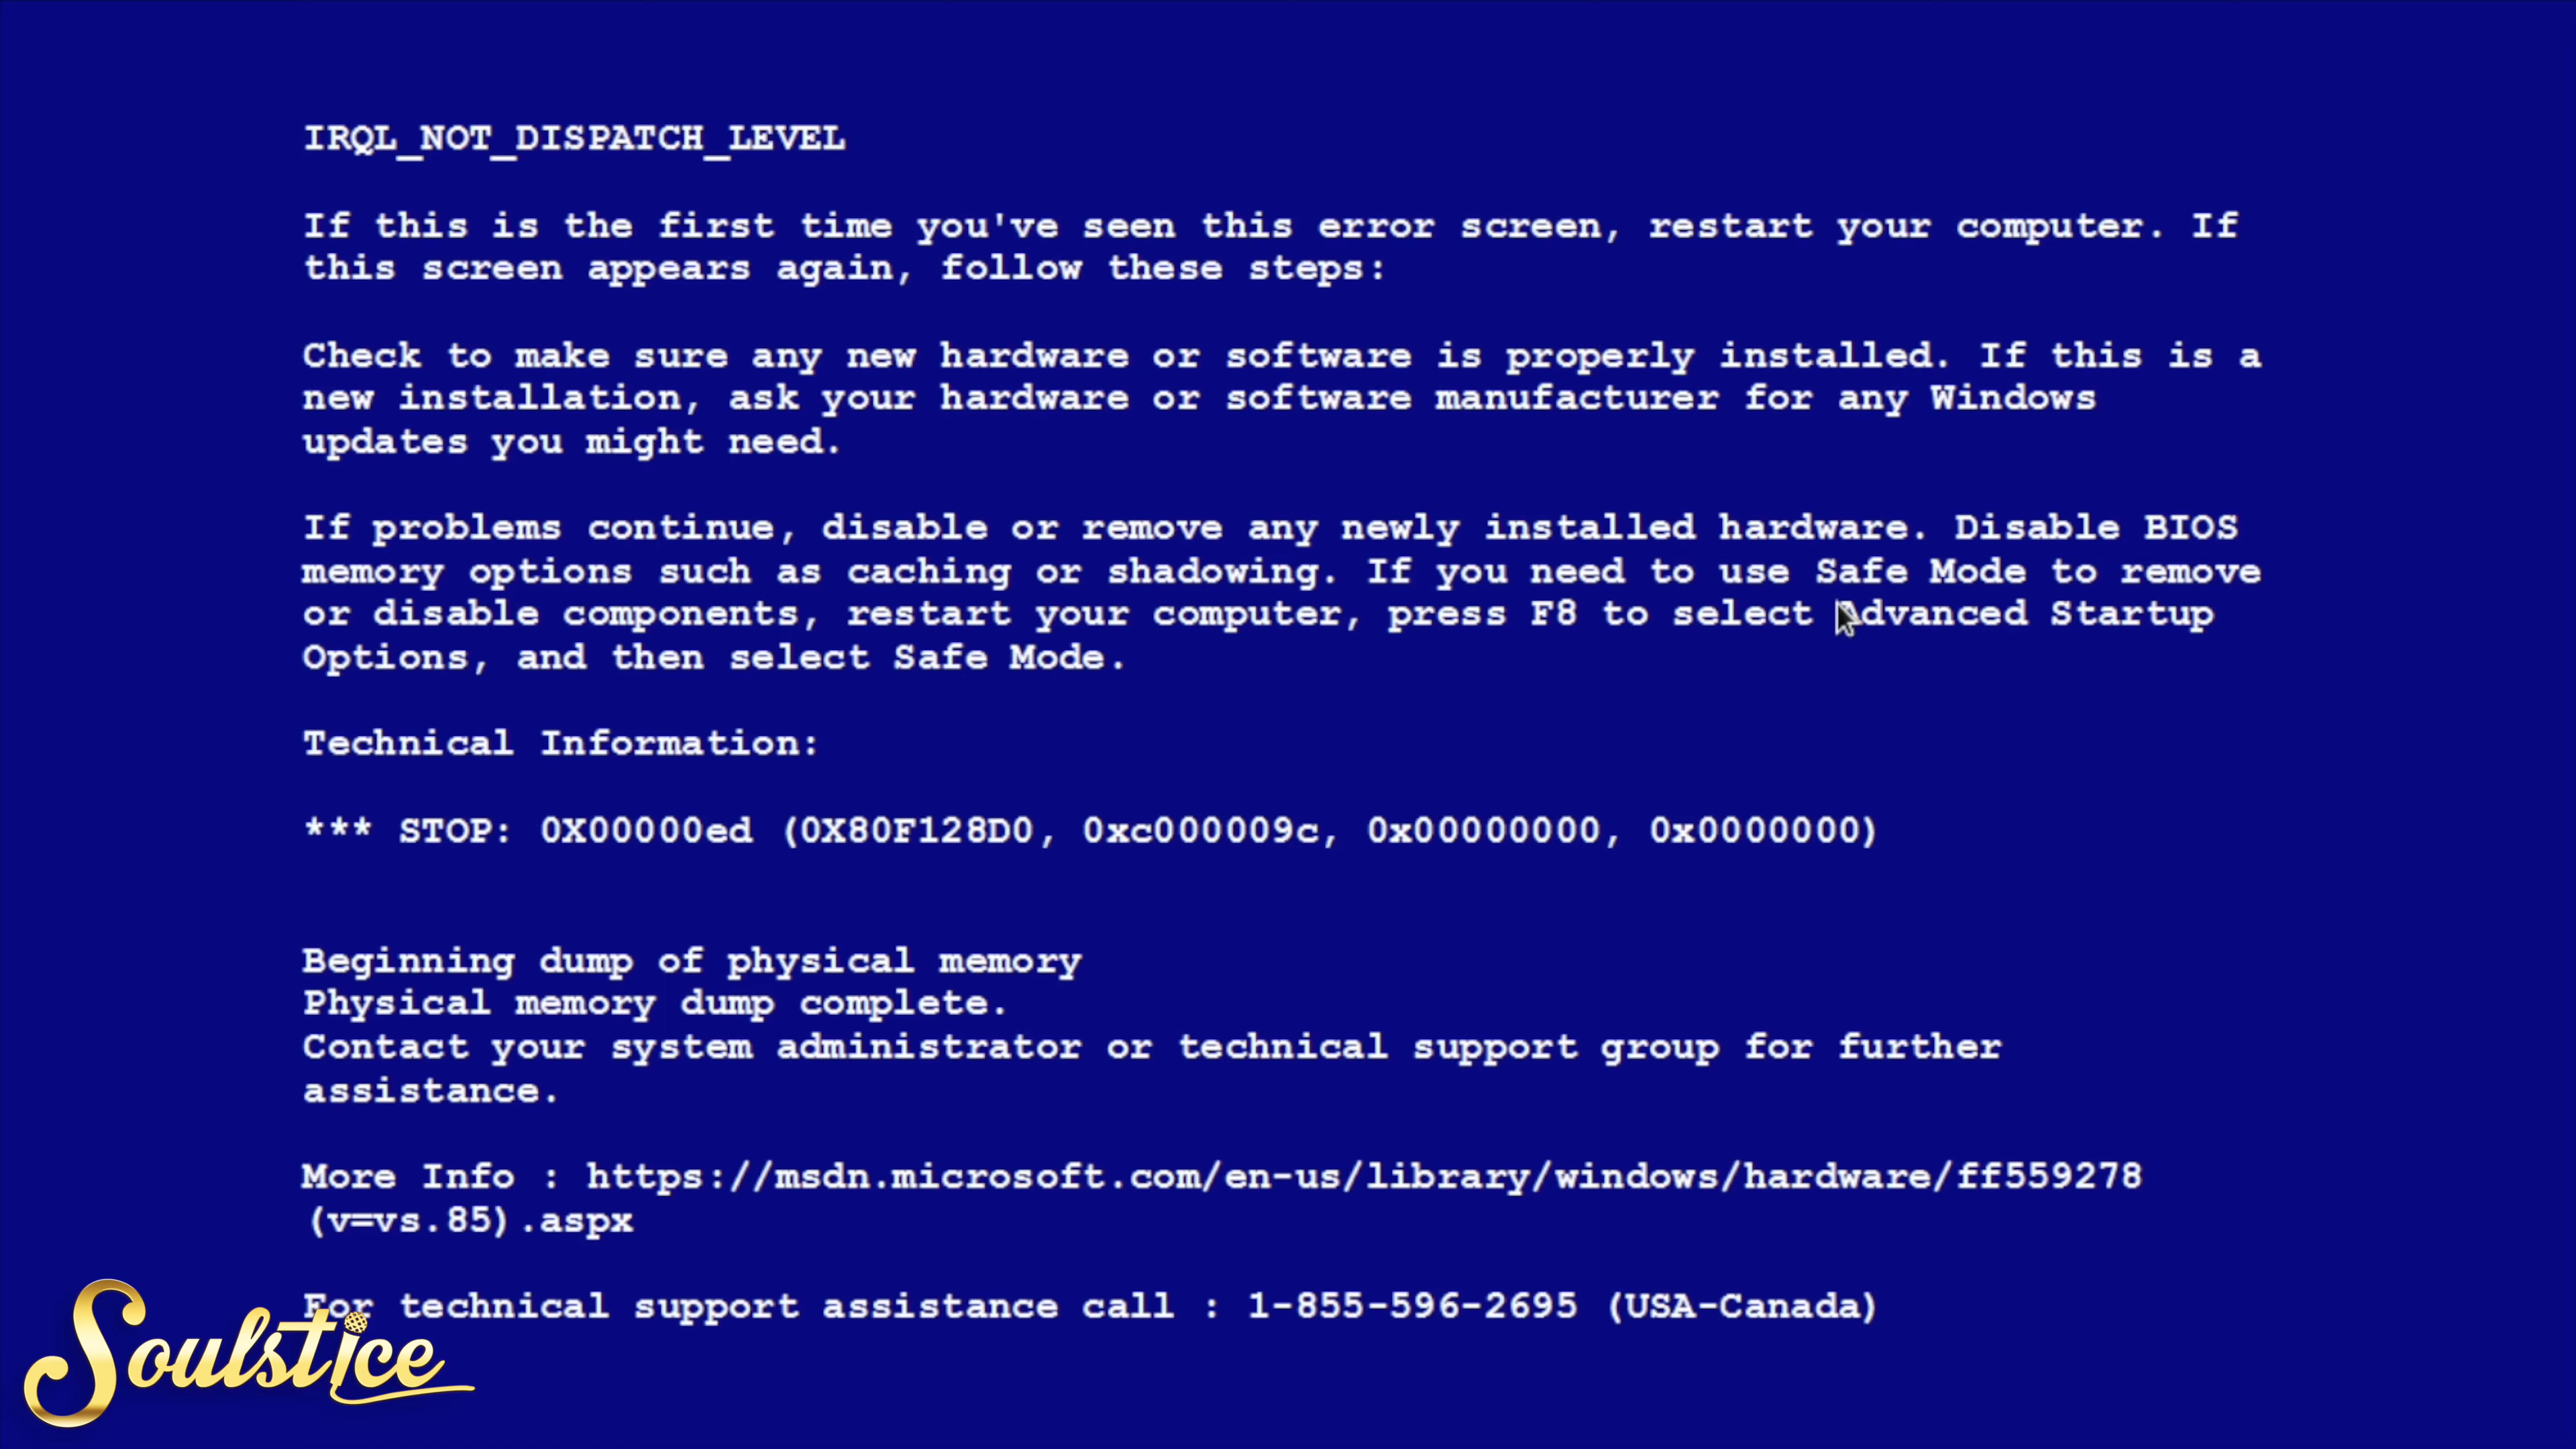 IRQL_NOT_DISPATCH_LEVEL
If this is the first time you've seen this error screen, restart your computer. If
this screen appears again, follow these steps:
Check to make sure any new hardware or software is properly installed. If this is a
new installation, ask your hardware or software manufacturer for any Windows
updates you might need.
If problems continue, disable or remove any newly installed hardware. Disable BIOS
memory options such as caching or shadowing. If you need to use Safe Mode to remove
or disable components, restart your computer, press F8 to select Advanced Startup
Options, and then select Safe Mode.
Technical Information:
*** STOP: 0X00000ed (0X80F128D0, 0xc000009c, 0x00000000, 0x0000000)
Beginning dump of physical memory
Physical memory dump complete.
Contact your system administrator or technical support group for further
assistance.
More Info : https://msdn.microsoft.com/en-us/library/windows/hardware/ff559278
(v=vs.85).aspx
For technical support assistance call : 1-855-596-2695 (USA-Canada)
Soulstice